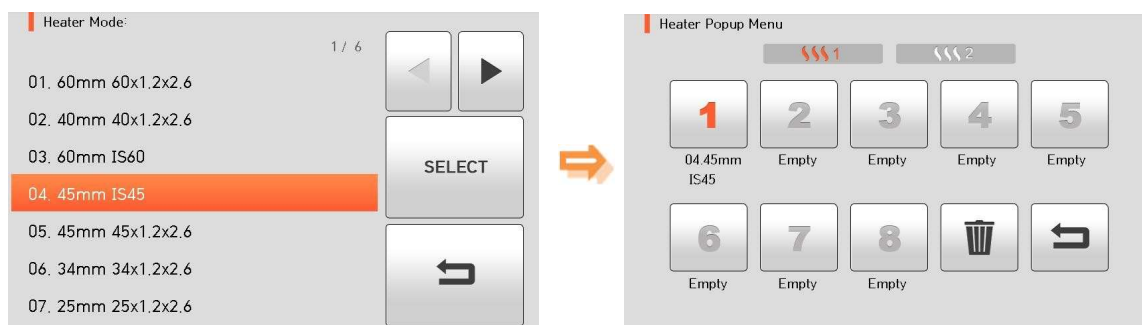 Heater Mode:
1 / 6
01. 60mm 60x1.2x2.6
02. 40mm 40x1.2x2.6
03. 60mm IS60
04. 45mm IS45
05. 45mm 45x1.2x2.6
06. 34mm 34x1.2x2.6
07. 25mm 25x1.2x2.6
SELECT
Heater Popup Menu
1
2
1
2
3
4
5
04.45mm
IS45
Empty
Empty
Empty
Empty
6
7
8
Empty
Empty
Empty